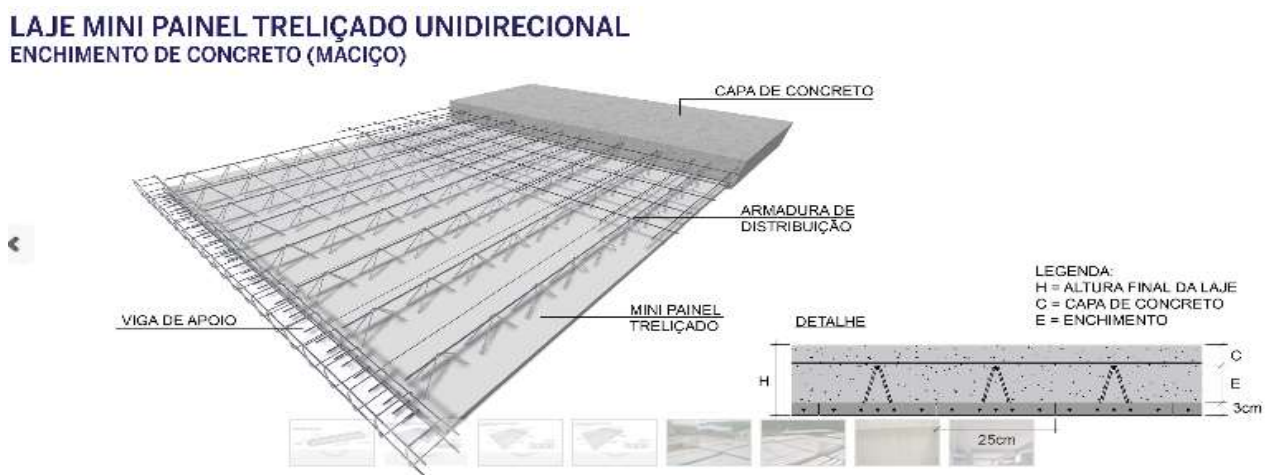 LAJE MINI PAINEL TRELIÇADO UNIDIRECIONAL
ENCHIMENTO DE CONCRETO (MACIÇO)
CAPA DE CONCRETO
ARMADURA DE
DISTRIBUIÇÃO
LEGENDA:
H = ALTURA FINAL DA LAJE
C = CAPA DE CONCRETO
E = ENCHIMENTO
MINI PAINEL
TRELIÇADO
VIGA DE APOIO
DETALHE
H
C
E
3cm
25cm